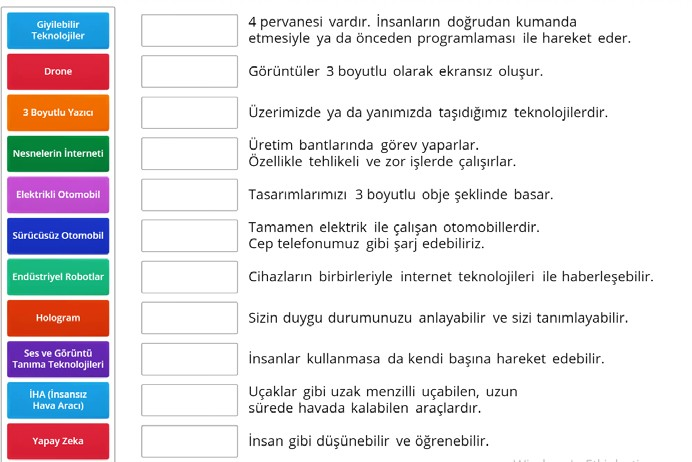 Giyilebilir
Teknolojiler
4 pervanesi vardır. İnsanların doğrudan kumanda
etmesiyle ya da önceden programlaması ile hareket eder.
Drone
Görüntüler 3 boyutlu olarak ekransız oluşur.
3 Boyutlu Yazıcı
Üzerimizde ya da yanımızda taşıdığımız teknolojilerdir.
Nesnelerin İnterneti
Üretim bantlarında görev yaparlar.
Özellikle tehlikeli ve zor işlerde çalışırlar.
Elektrikli Otomobil
Tasarımlarımızı 3 boyutlu obje şeklinde basar.
Sürücüsüz Otomobil
Tamamen elektrik ile çalışan otomobillerdir.
Cep telefonumuz gibi şarj edebiliriz.
Endüstriyel Robotlar
Cihazların birbirleriyle internet teknolojileri ile haberleşebilir.
Hologram
Sizin duygu durumunuzu anlayabilir ve sizi tanımlayabilir.
Ses ve Görüntü
Tanıma Teknolojileri
İnsanlar kullanmasa da kendi başına hareket edebilir.
İHA (İnsansız
Hava Aracı)
Uçaklar gibi uzak menzilli uçabilen, uzun
sürede havada kalabilen araçlardır.
Yapay Zeka
İnsan gibi düşünebilir ve öğrenebilir.